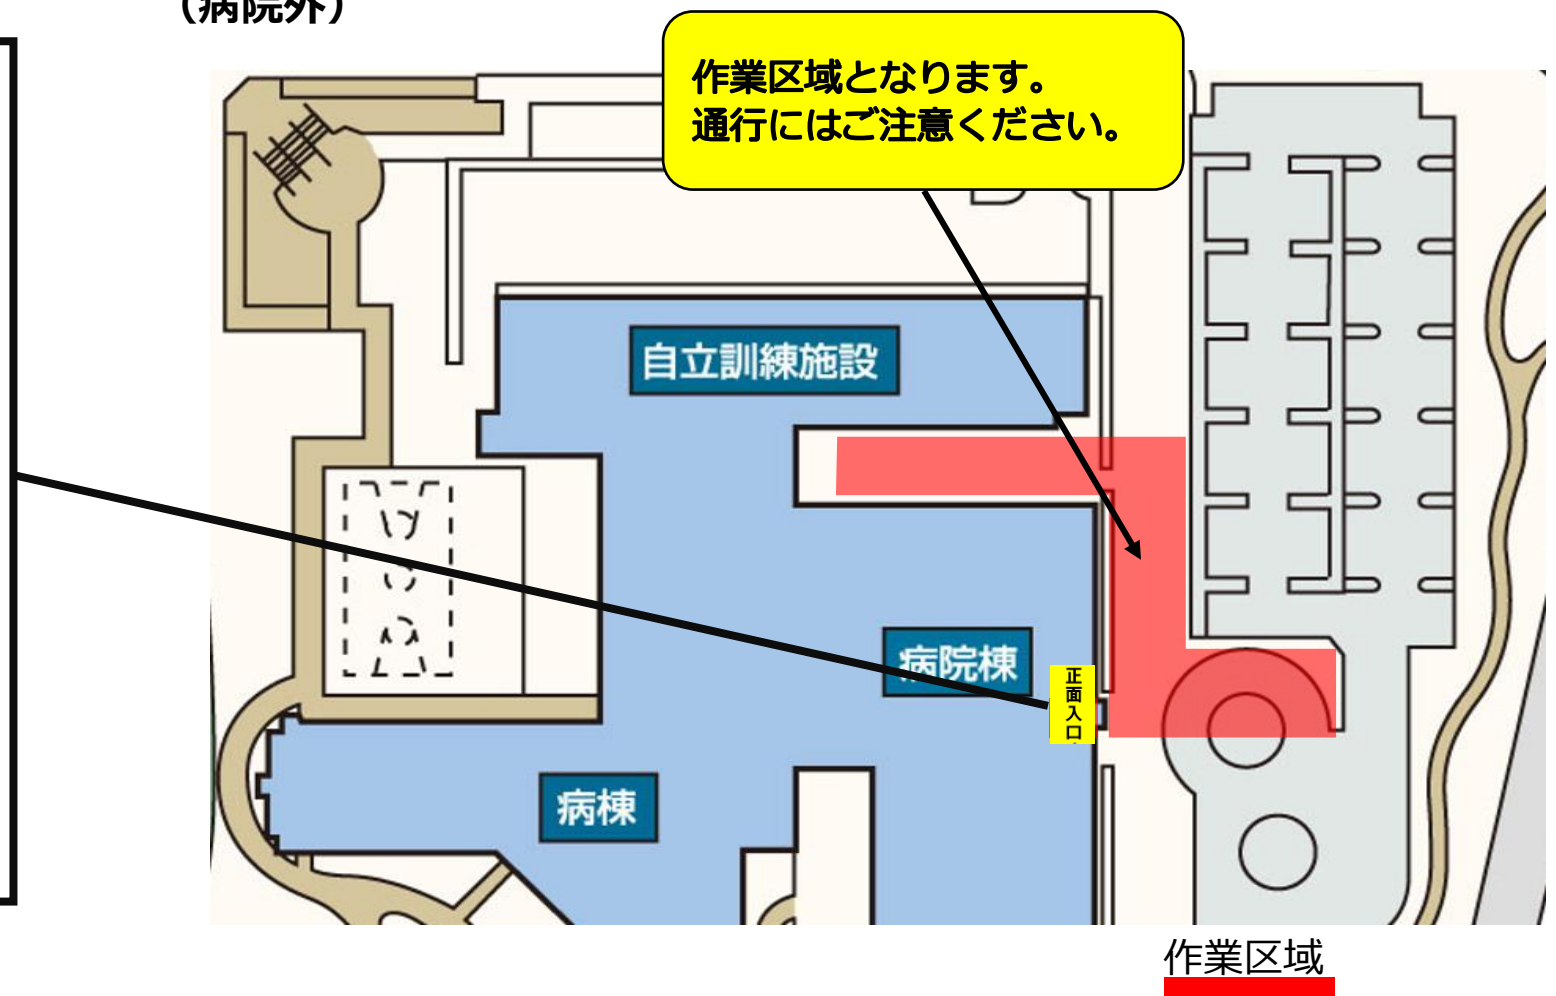 （病院外）
作業区域となります。
通行にはご注意ください。
自立訓練施設
病院棟
正面入口
病棟
作業区域